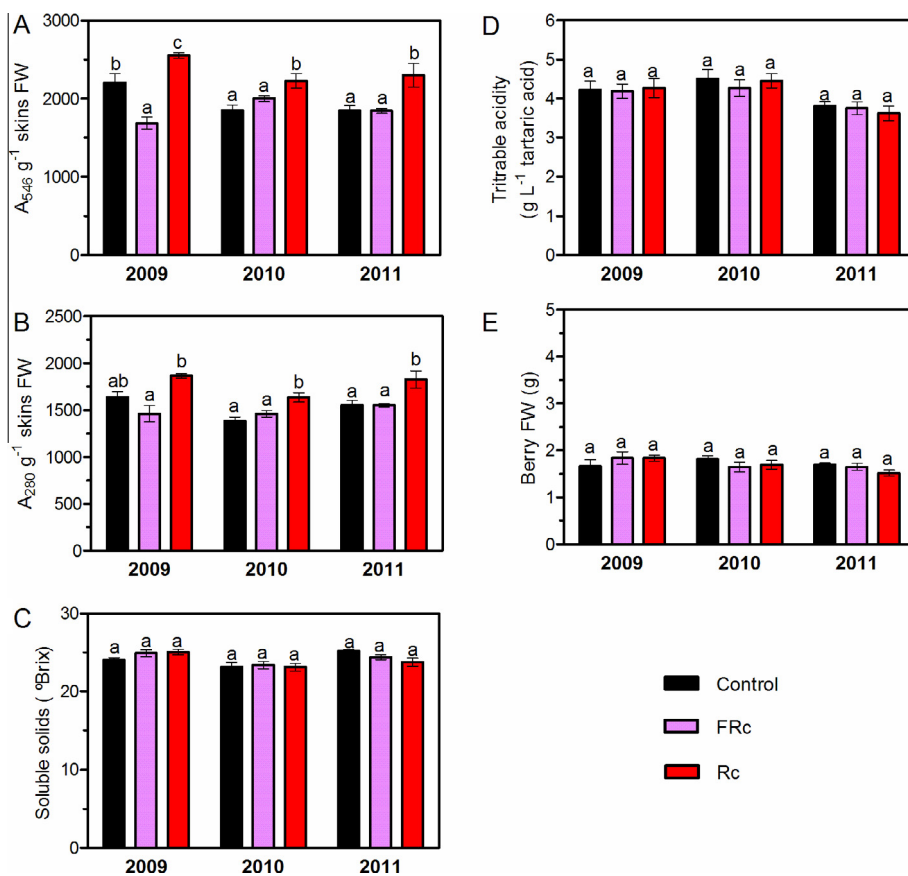 A
A546 g-1 skins FW
3000
2000
1000
0
b a c
a a b
a a b
2009 2010 2011
B
A280 g-1 skins FW
2500
2000
1500
1000
500
0
ab a b
a a b
a a b
2009 2010 2011
C
Soluble solids ( ºBrix)
30
20
10
0
a a a
a a a
a a a
2009 2010 2011
D
Tritrable acidity
(g L-1 tartaric acid)
6
5
4
3
2
1
0
a a a
a a a
a a a
2009 2010 2011
E
Berry FW (g)
5
4
3
2
1
0
a a a
a a a
a a a
2009 2010 2011
Control
FRc
Rc